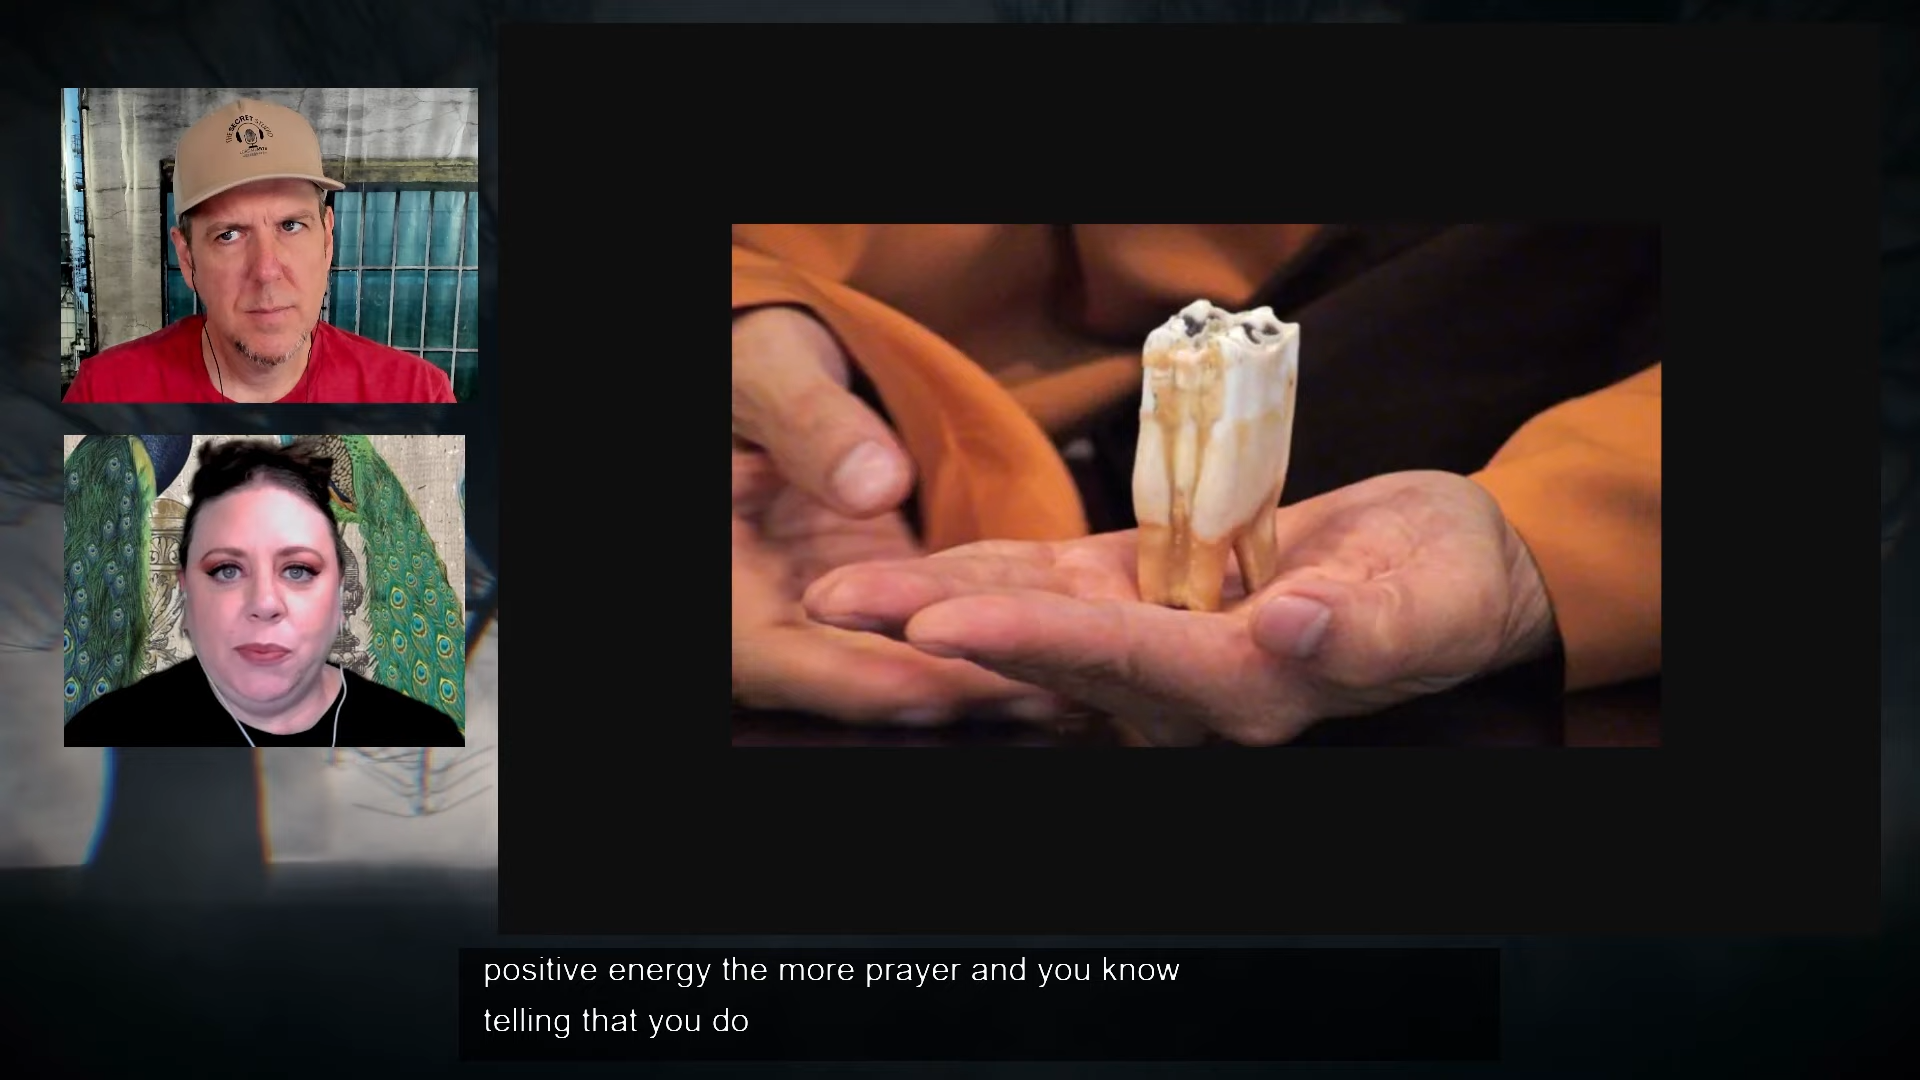 THE SECRET STUDIO
positive energy the more prayer and you know
telling that you do